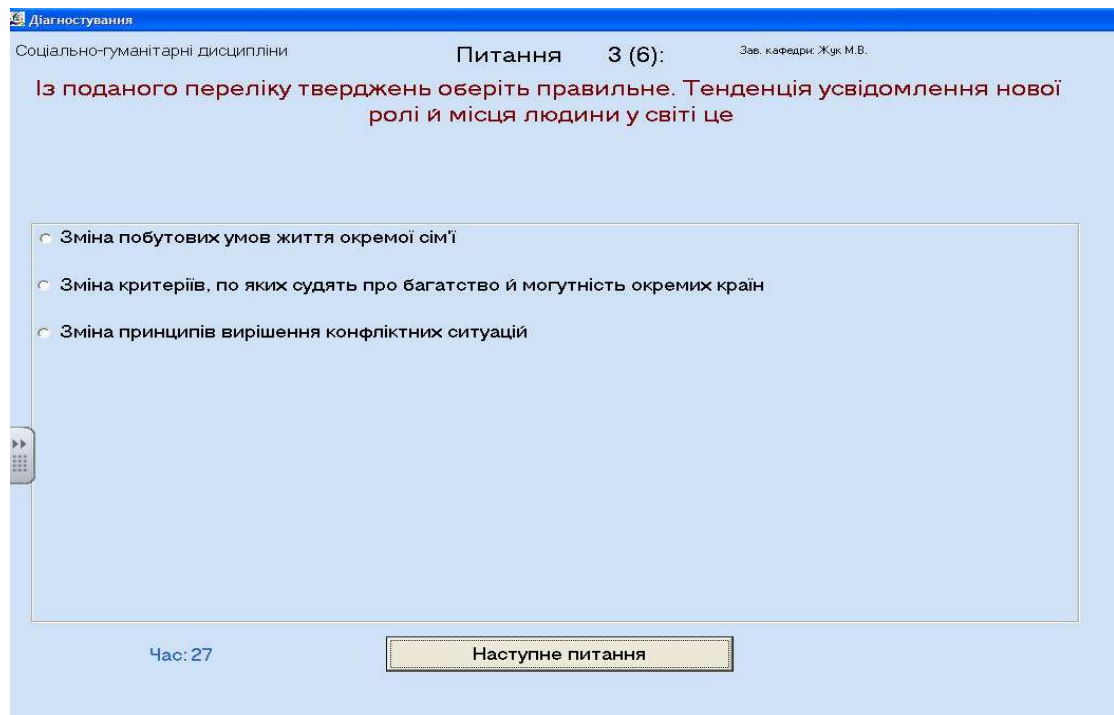 Діагностування
Соціально-гуманітарні дисципліни
Питання 3 (6):
Зав. кафедри: Жук М.В.
Із поданого переліку тверджень оберіть правильне. Тенденція усвідомлення нової
ролі й місця людини у світі це
Зміна побутових умов життя окремої сім'ї
Зміна критеріїв, по яких судять про багатство й могутність окремих країн
Зміна принципів вирішення конфліктних ситуацій
Час: 27
Наступне питання